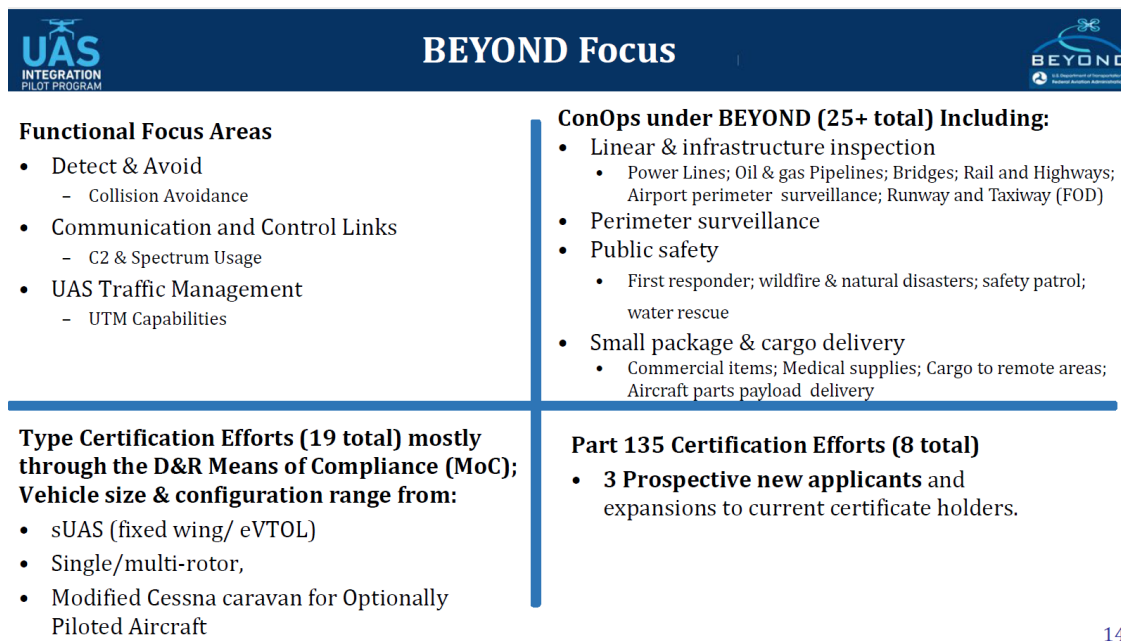 UAS
INTEGRATION
PILOT PROGRAM
BEYOND Focus
BEYOND
U.S. Department of Transportation
Federal Aviation Administration
Functional Focus Areas
• Detect & Avoid
– Collision Avoidance
• Communication and Control Links
– C2 & Spectrum Usage
• UAS Traffic Management
– UTM Capabilities
ConOps under BEYOND (25+ total) Including:
• Linear & infrastructure inspection
• Power Lines; Oil & gas Pipelines; Bridges; Rail and Highways;
Airport perimeter surveillance; Runway and Taxiway (FOD)
• Perimeter surveillance
• Public safety
• First responder; wildfire & natural disasters; safety patrol;
water rescue
• Small package & cargo delivery
• Commercial items; Medical supplies; Cargo to remote areas;
Aircraft parts payload delivery
Type Certification Efforts (19 total) mostly
through the D&R Means of Compliance (MoC);
Vehicle size & configuration range from:
• sUAS (fixed wing/ eVTOL)
• Single/multi-rotor,
• Modified Cessna caravan for Optionally
Piloted Aircraft
Part 135 Certification Efforts (8 total)
• 3 Prospective new applicants and
expansions to current certificate holders.
14